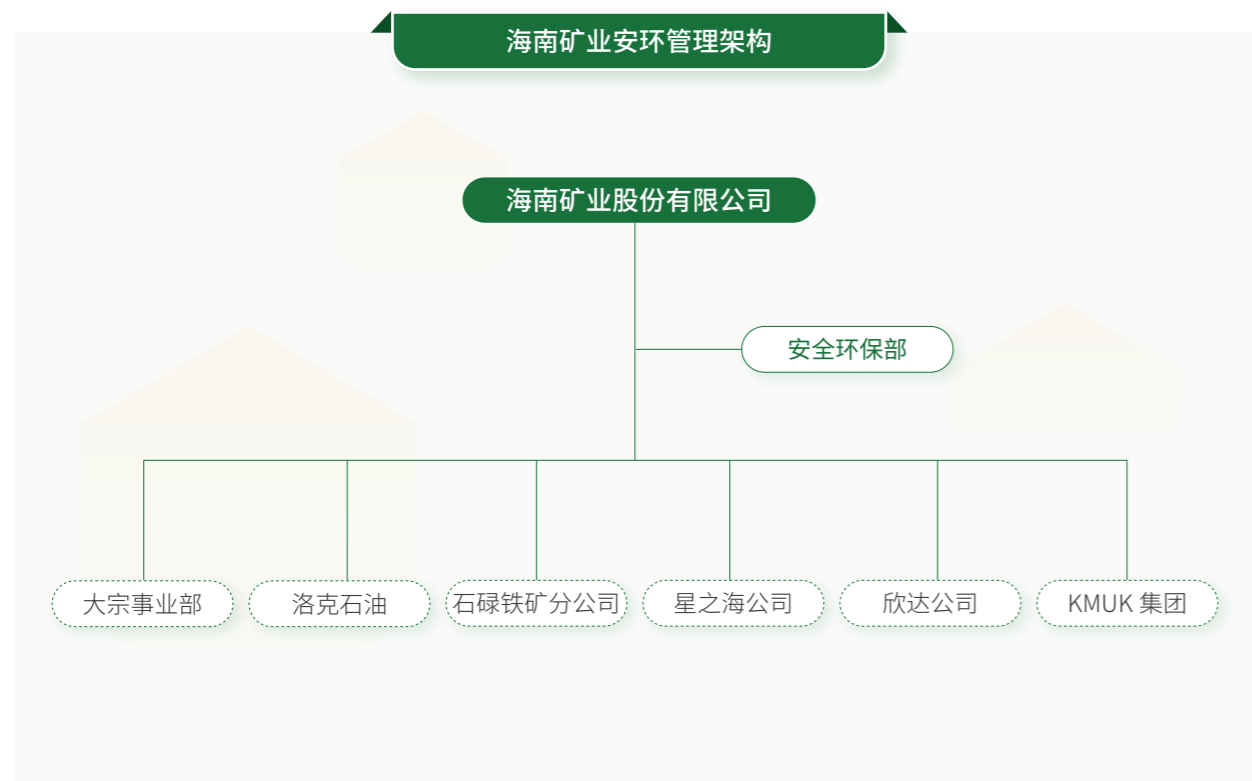 海南矿业安环管理架构
海南矿业股份有限公司
安全环保部
大宗事业部
洛克石油
石碌铁矿分公司
星之海公司
欣达公司
KMUK 集团